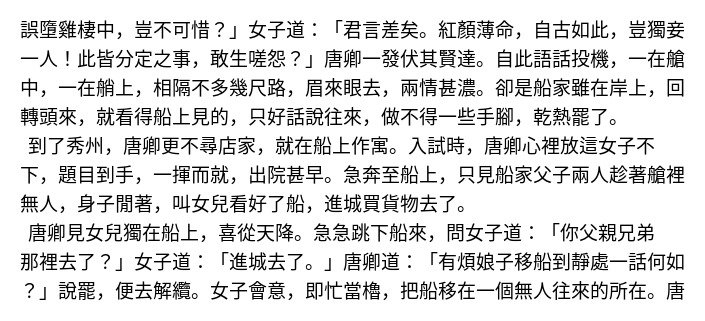 誤墮雞棲中，豈不可惜？」女子道：「君言差矣。紅顏薄命，自古如此，豈獨妾
一人！此皆分定之事，敢生嗟怨？」唐卿一發伏其賢達。自此語話投機，一在艙
中，一在艄上，相隔不多幾尺路，眉來眼去，兩情甚濃。卻是船家雖在岸上，回
轉頭來，就看得船上見的，只好話說往來，做不得一些手腳，乾熱罷了。
到了秀州，唐卿更不尋店家，就在船上作寓。入試時，唐卿心裡放這女子不
下，題目到手，一揮而就，出院甚早。急奔至船上，只見船家父子兩人趁著艙裡
無人，身子閒著，叫女兒看好了船，進城買貨物去了。
唐卿見女兒獨在船上，喜從天降。急急跳下船來，問女子道：「你父親兄弟
那裡去了？」女子道：「進城去了。」唐卿道：「有煩娘子移船到靜處一話何如
？」說罷，便去解纜。女子會意，即忙當櫓，把船移在一個無人往來的所在。唐